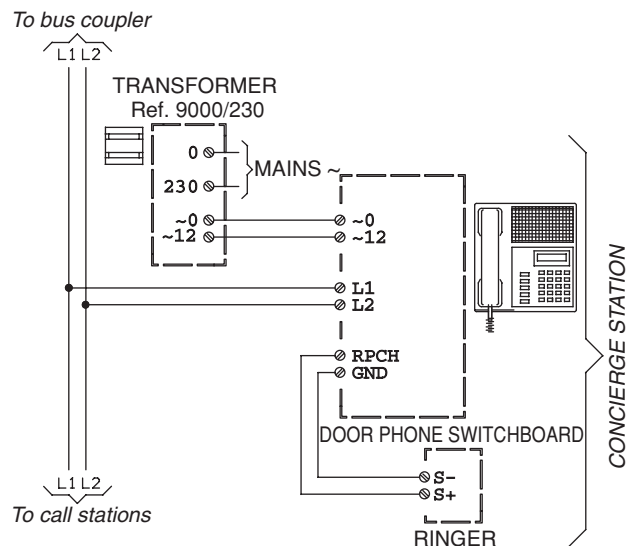 To bus coupler
L1 L2
TRANSFORMER
Ref. 9000/230
0
MAINS ~
230
~0
~12
~0
~12
L1
L2
RPCH
GND
CONCIERGE STATION
DOOR PHONE SWITCHBOARD
S-
S+
L1 L2
To call stations
RINGER